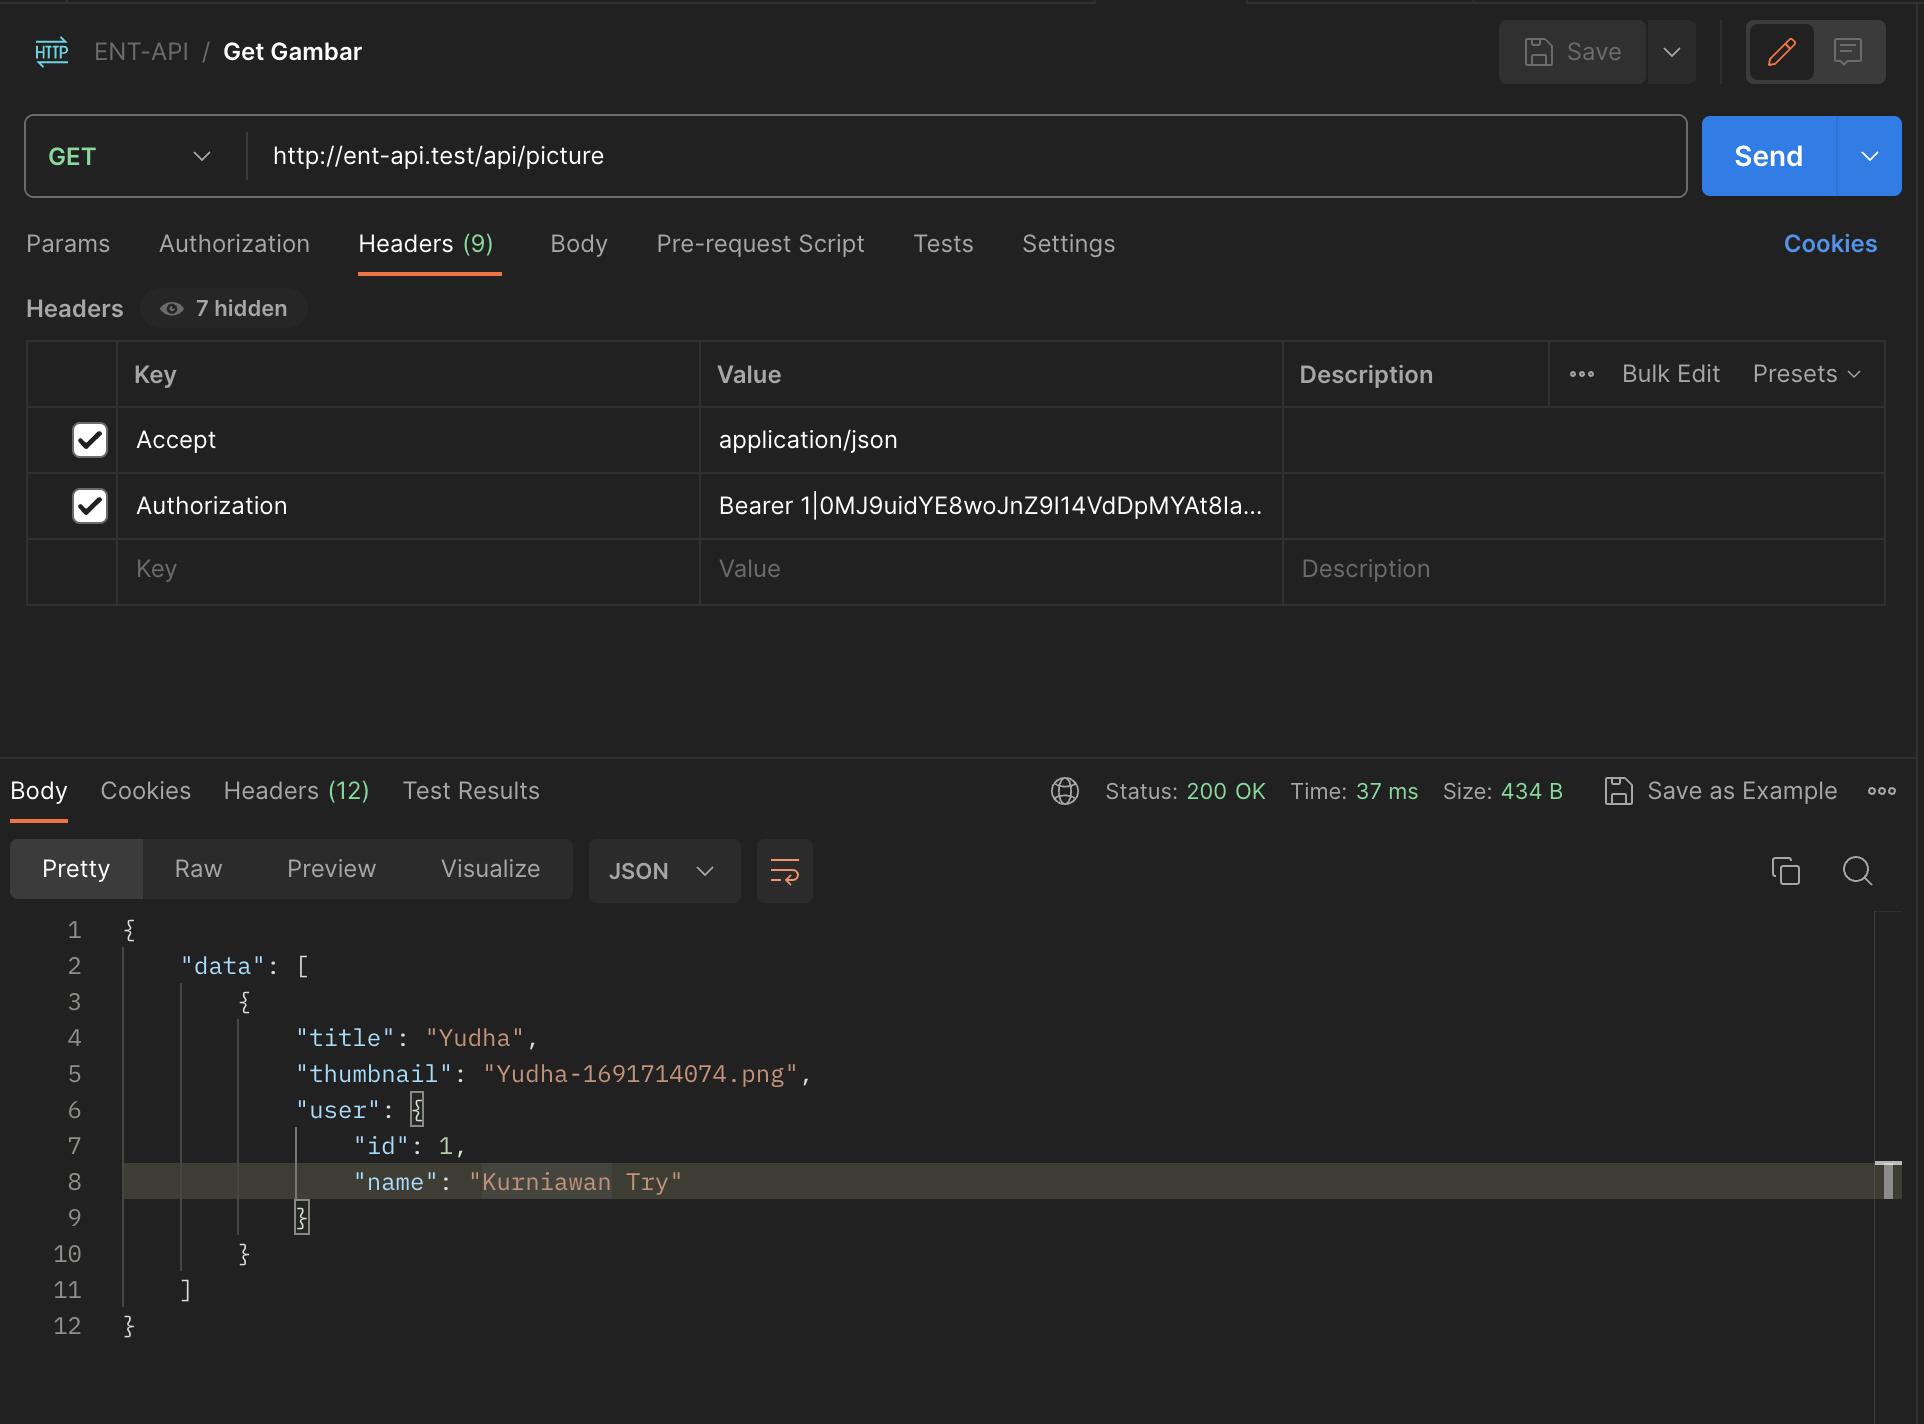 HTTP ENT-API / Get Gambar Save
GET http://ent-api.test/api/picture Send
Params Authorization Headers (9) Body Pre-request Script Tests Settings Cookies
Headers 7 hidden
Key Value Description Bulk Edit Presets
Accept application/json
Authorization Bearer 1|0MJ9uidYE8woJnZ9I14VdDpMYAt8Ia...
Key Value Description
Body Cookies Headers (12) Test Results Status: 200 OK Time: 37 ms Size: 434 B Save as Example
Pretty Raw Preview Visualize JSON
1 {
2 "data": [
3 {
4 "title": "Yudha",
5 "thumbnail": "Yudha-1691714074.png",
6 "user": {
7 "id": 1,
8 "name": "Kurniawan Try"
9 }
10 }
11 ]
12 }